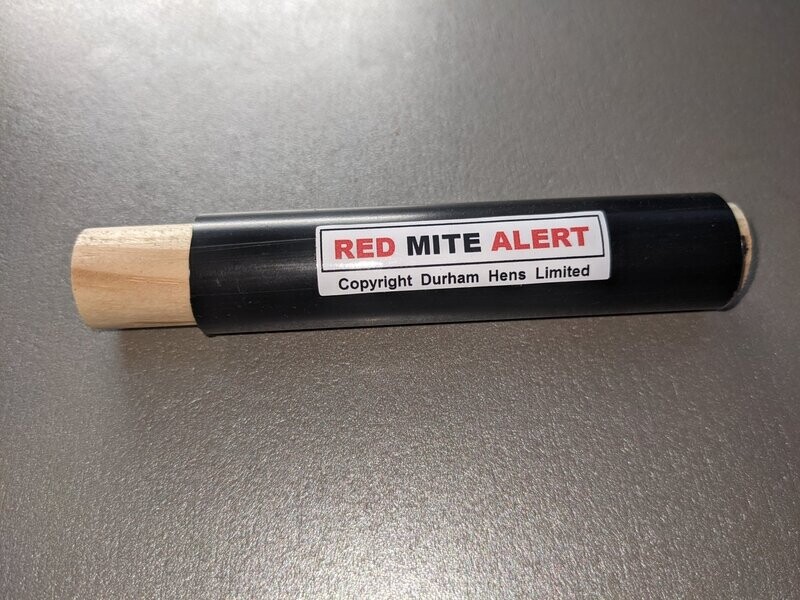 RED MITE ALERT
Copyright Durham Hens Limited